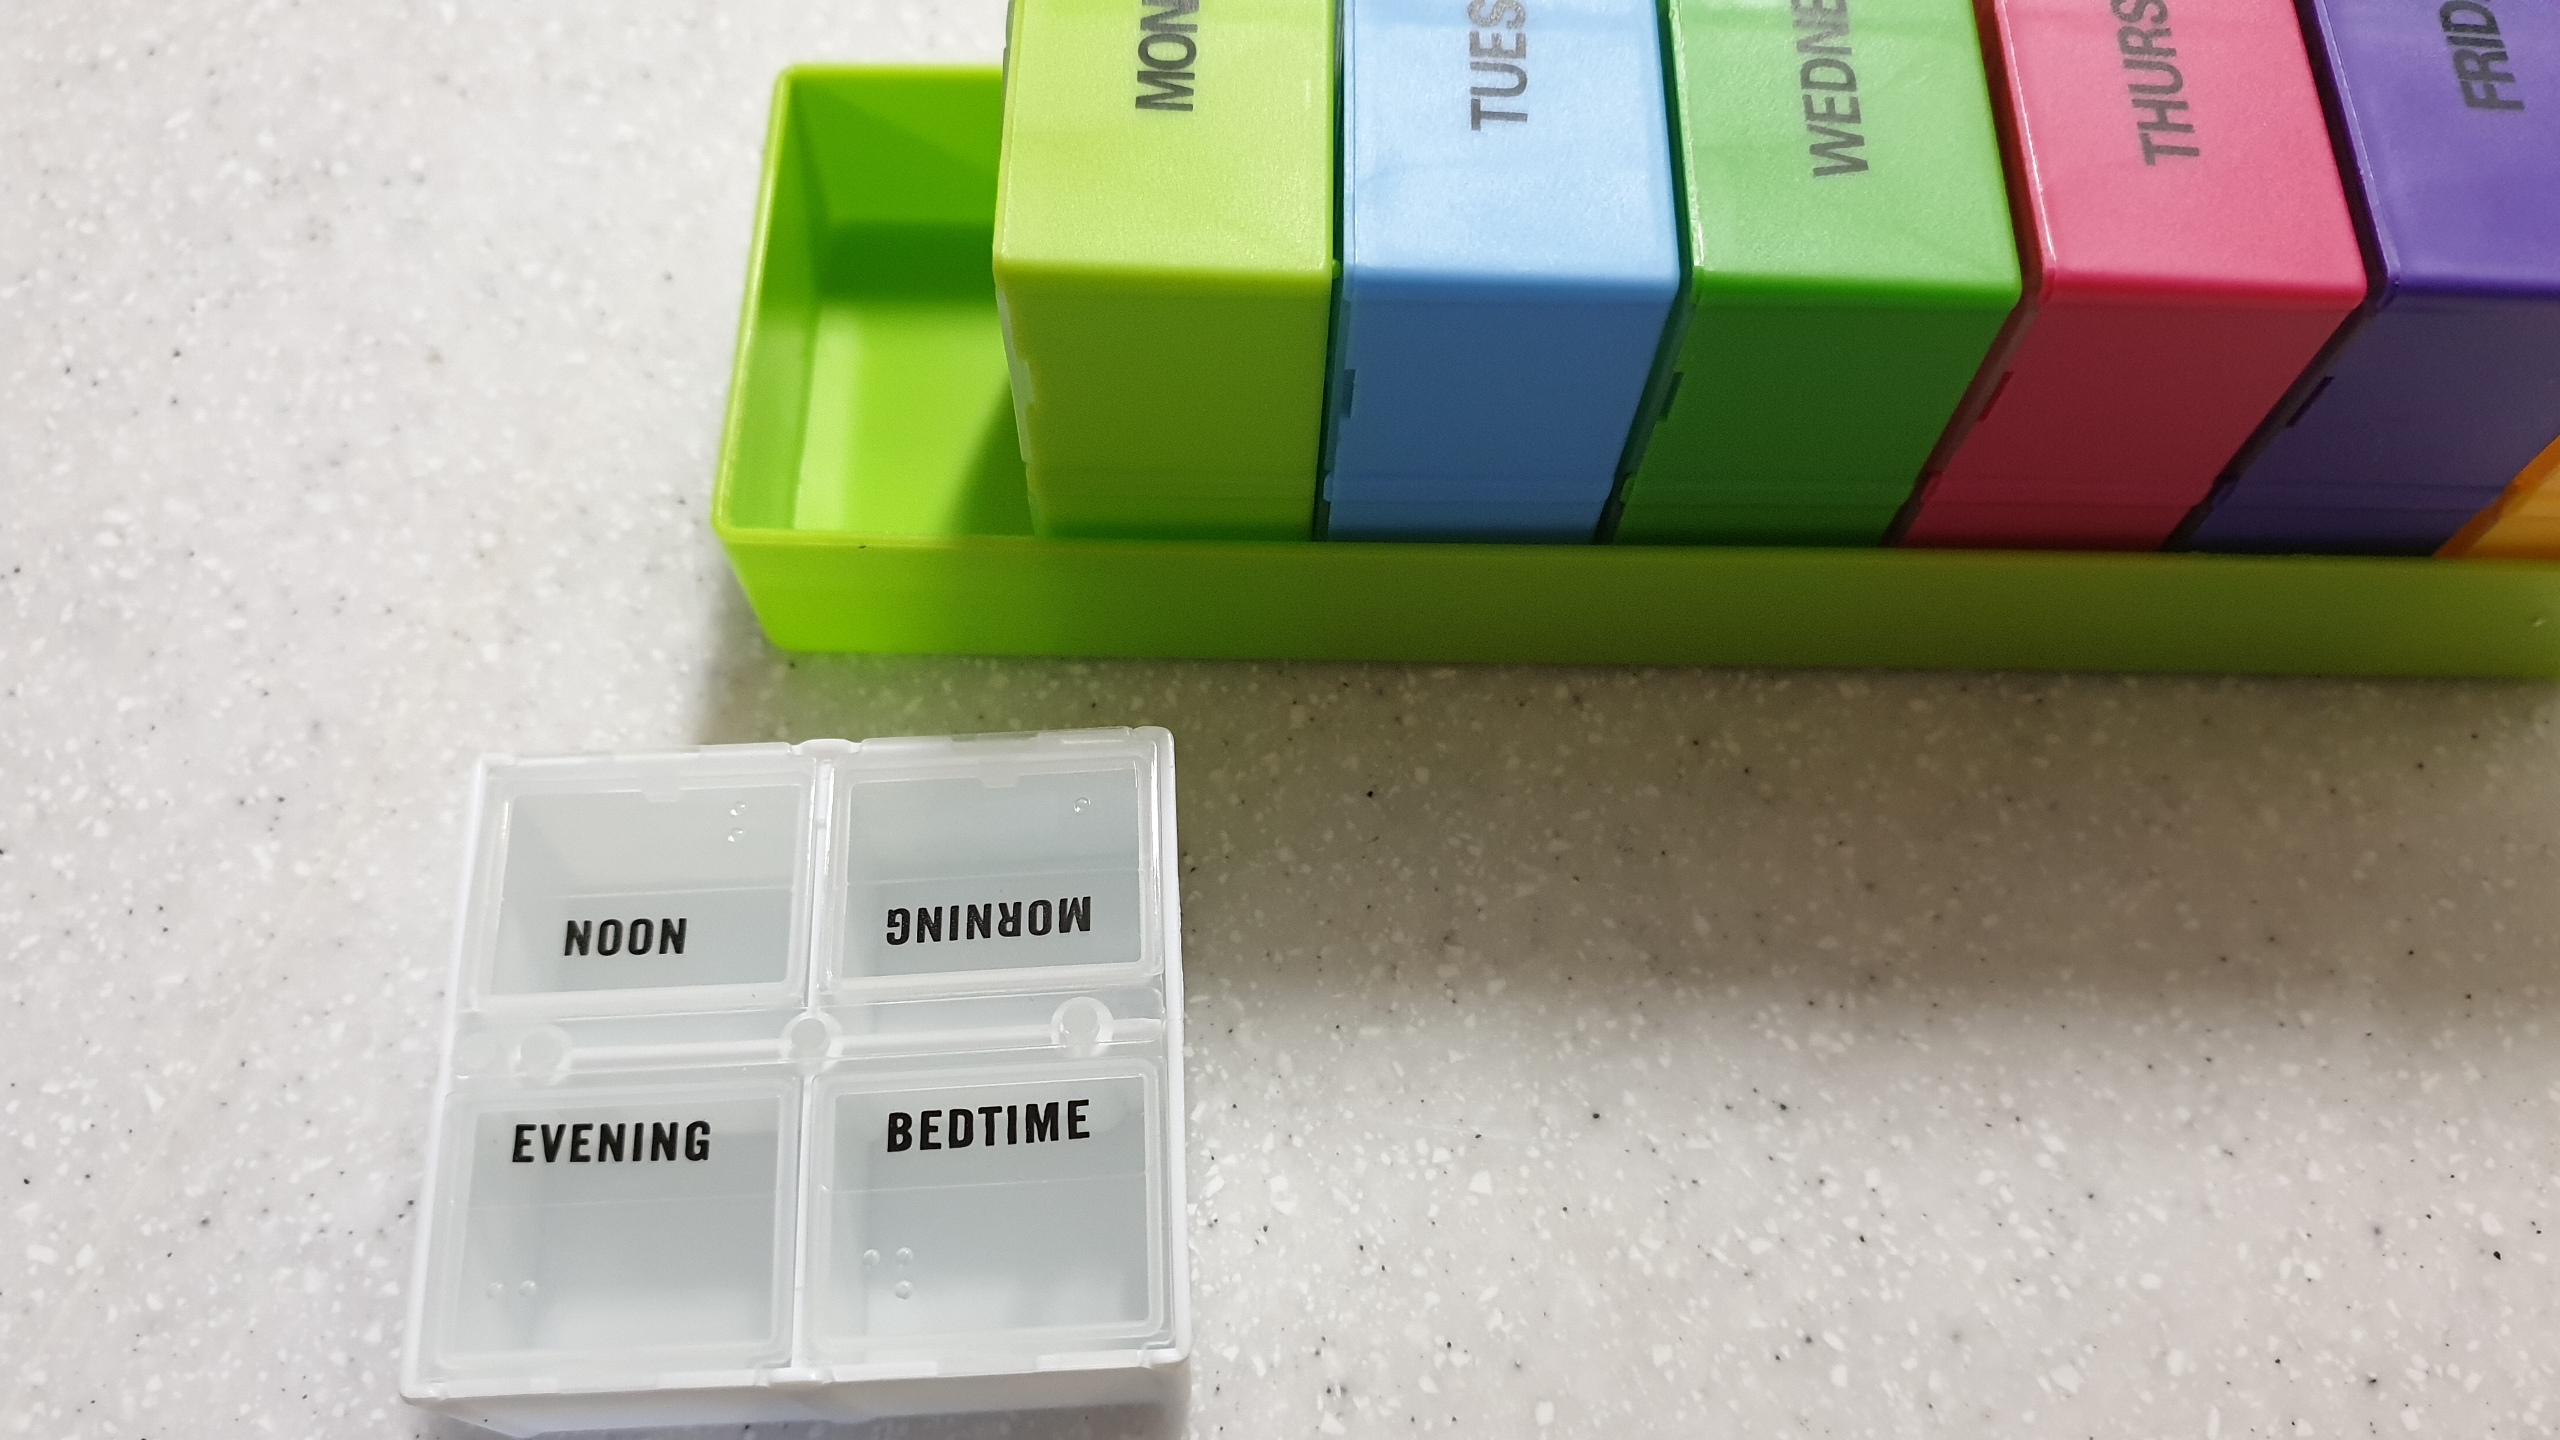 MON
TUES
WEDNE
THURS
FRID
NOON
MORNING
EVENING
BEDTIME